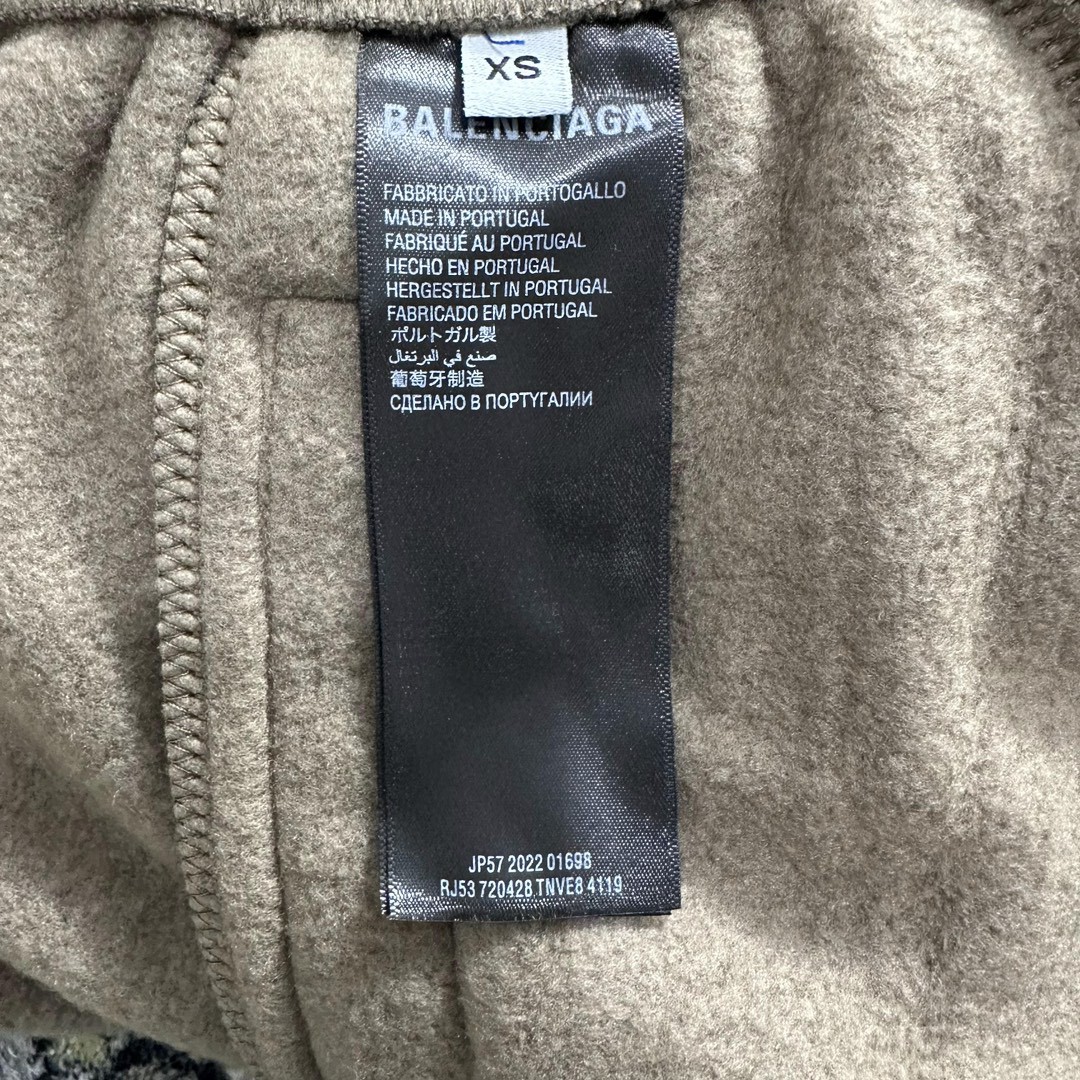 XS
BALENCIAGA
FABBRICATO IN PORTOGALLO
MADE IN PORTUGAL
FABRIQUÉ AU PORTUGAL
HECHO EN PORTUGAL
HERGESTELLT IN PORTUGAL
FABRICADO EM PORTUGAL
ポルトガル製
صنع في البرتغال
葡萄牙制造
СДЕЛАНО В ПОРТУГАЛИИ
JP57 2022 01698
RJ53 720428 TNVE8 4119